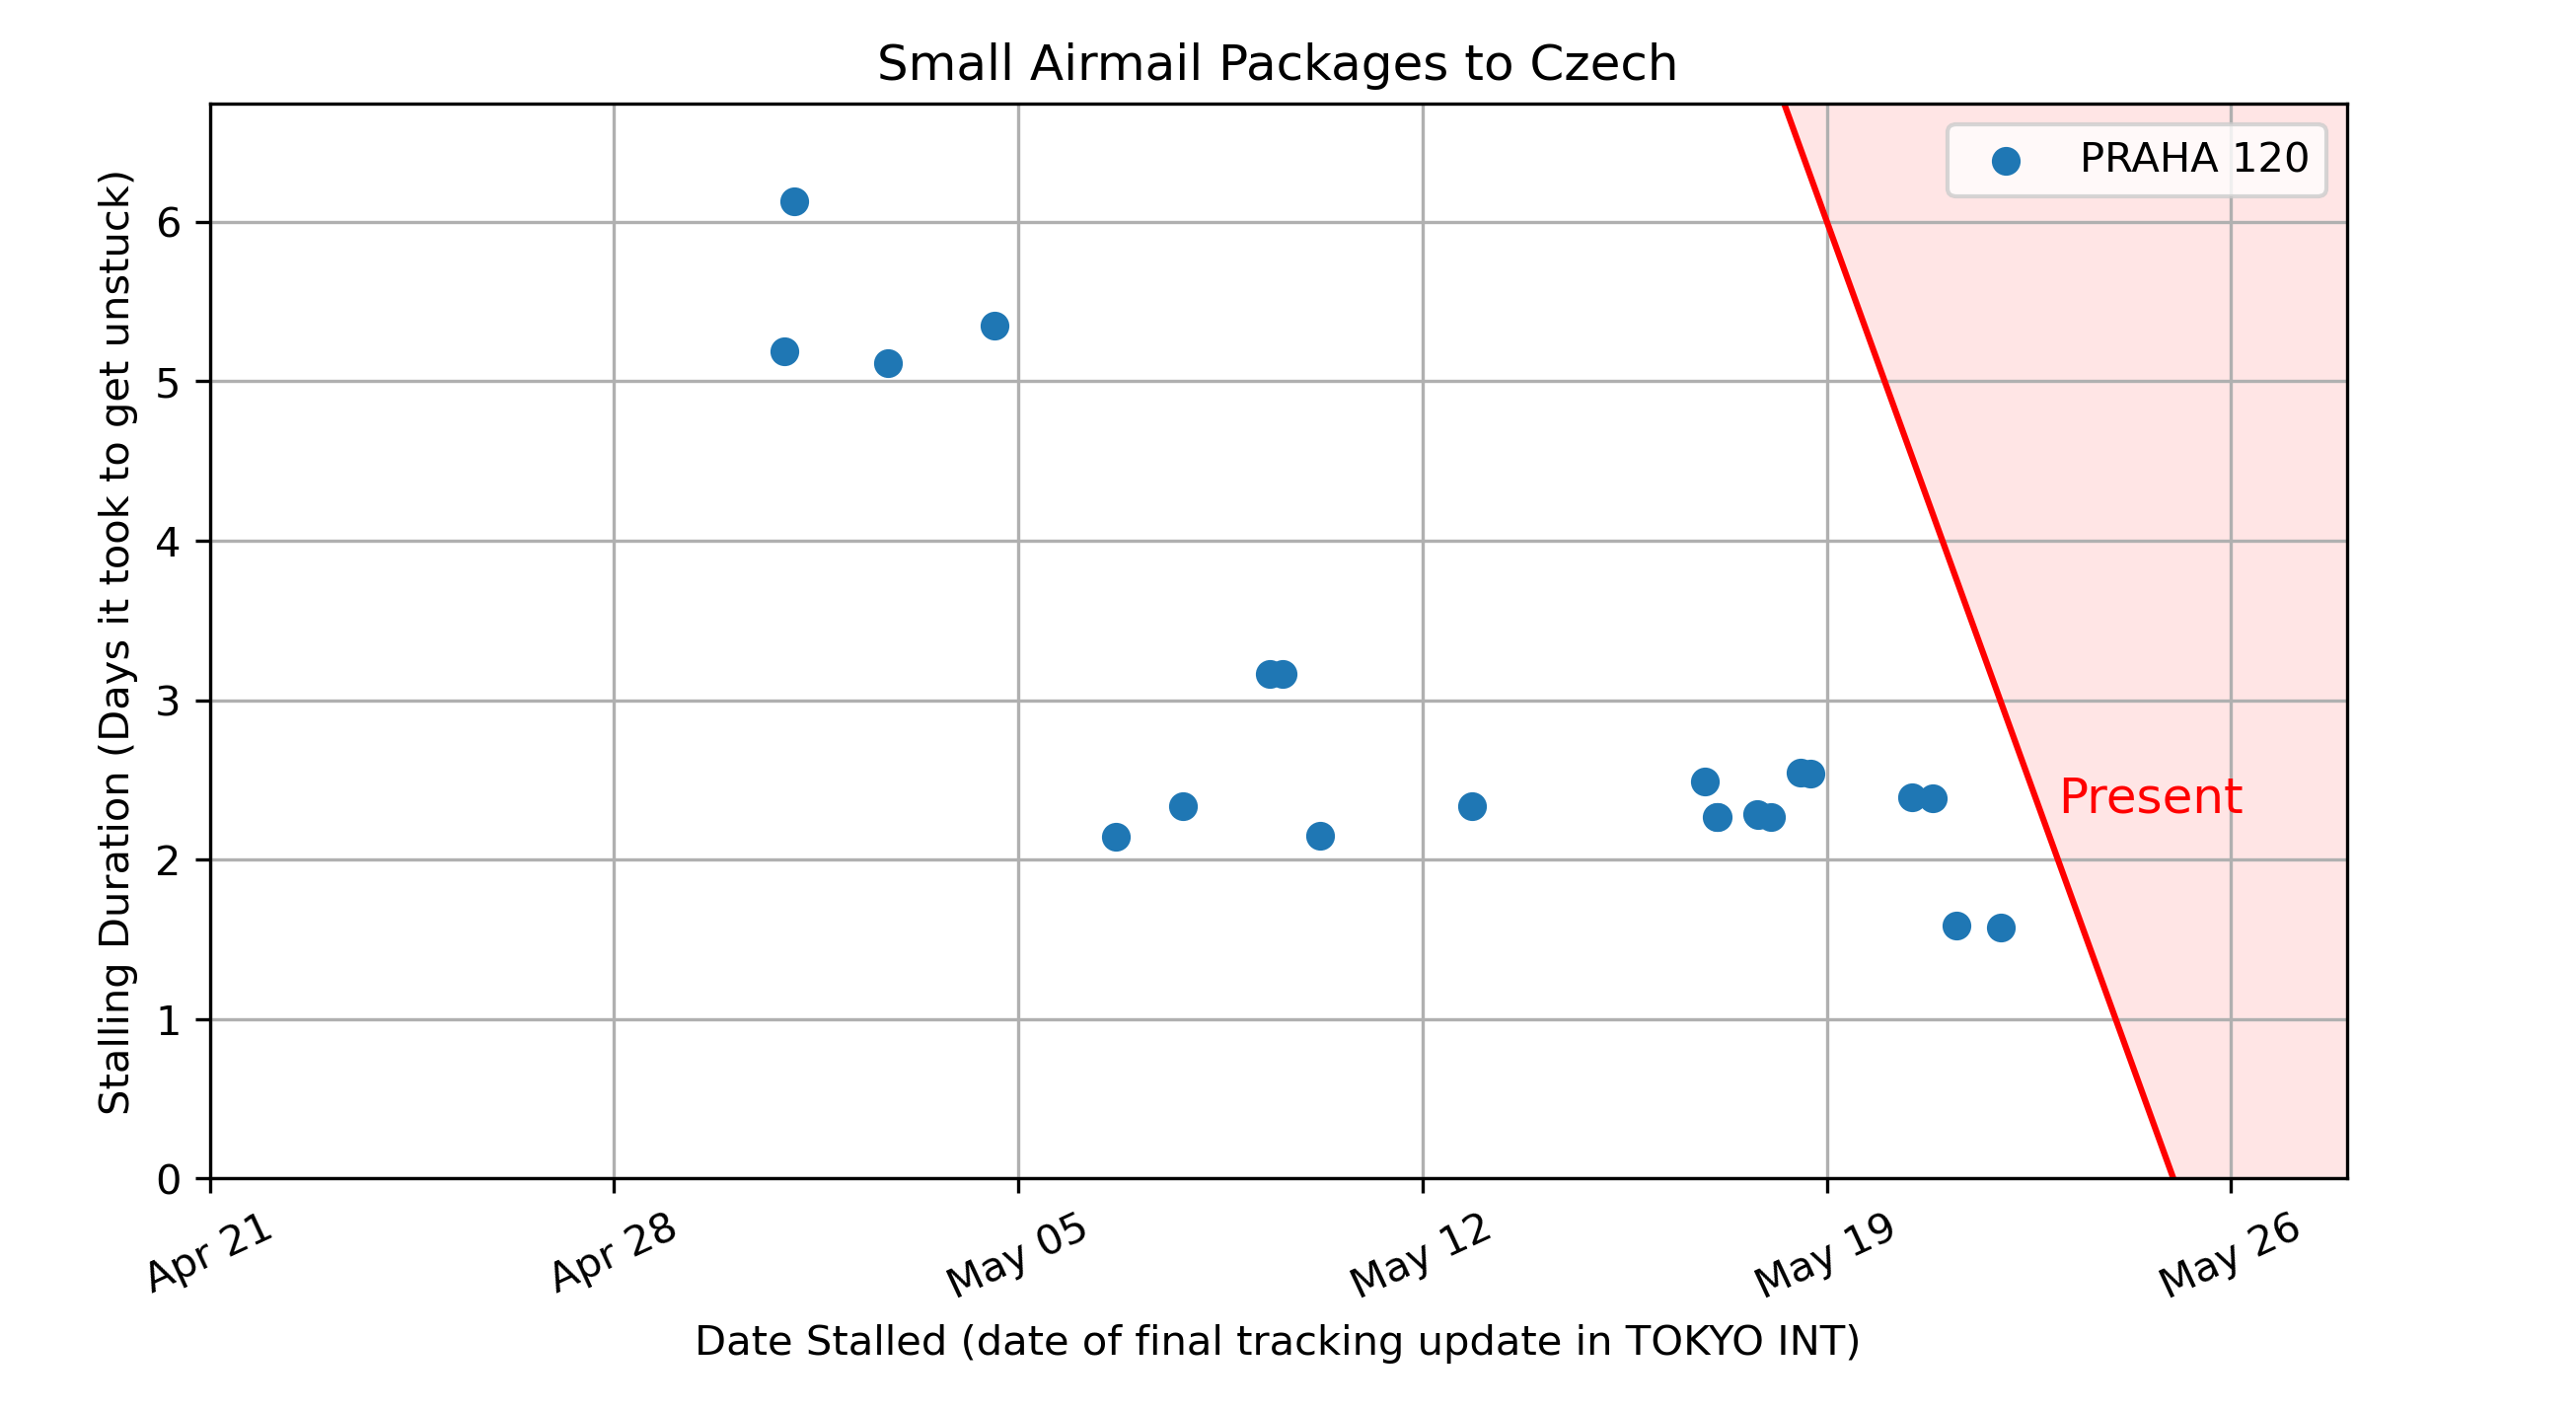 Small Airmail Packages to Czech
PRAHA 120
Stalling Duration (Days it took to get unstuck)
6
5
4
3
2
1
0
Present
Apr 21
Apr 28
May 05
May 12
May 19
May 26
Date Stalled (date of final tracking update in TOKYO INT)